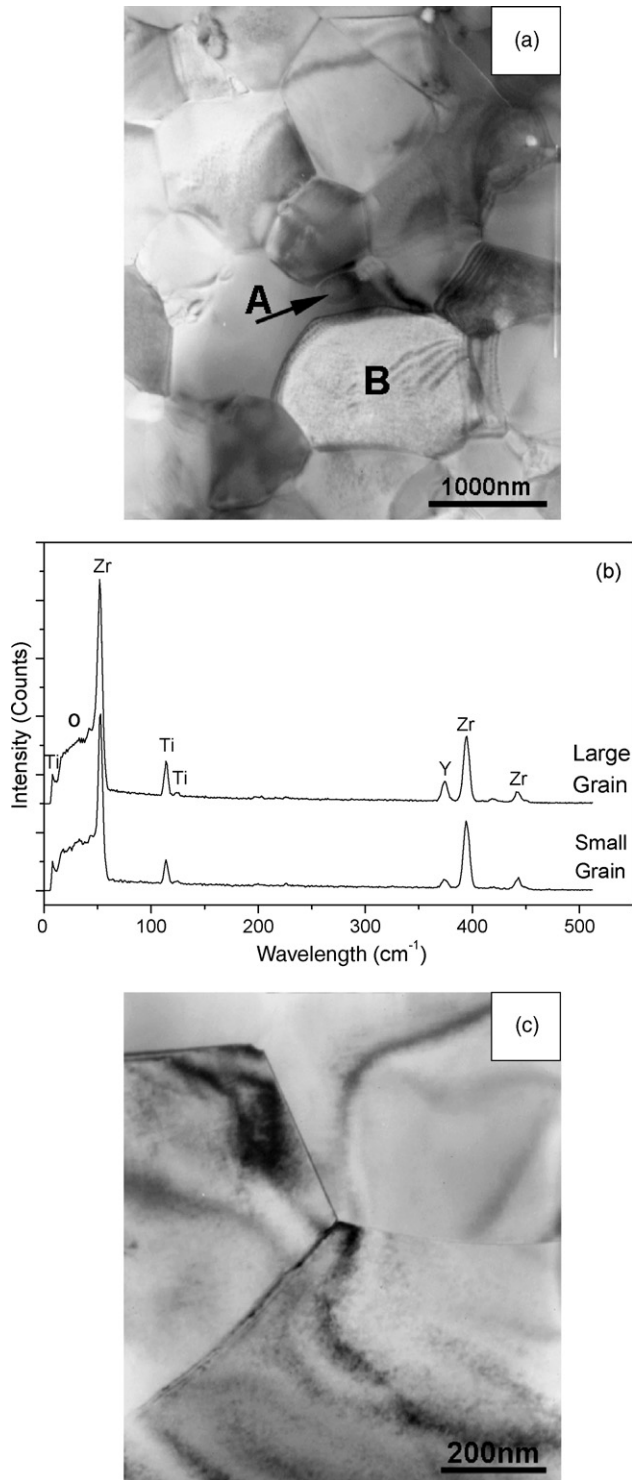 (a)
A
B
1000nm
(b)
Zr
O
Ti
Ti
Ti
Y
Zr
Zr
Large
Grain
Small
Grain
Intensity (Counts)
0 100 200 300 400 500
Wavelength (cm⁻¹)
(c)
200nm